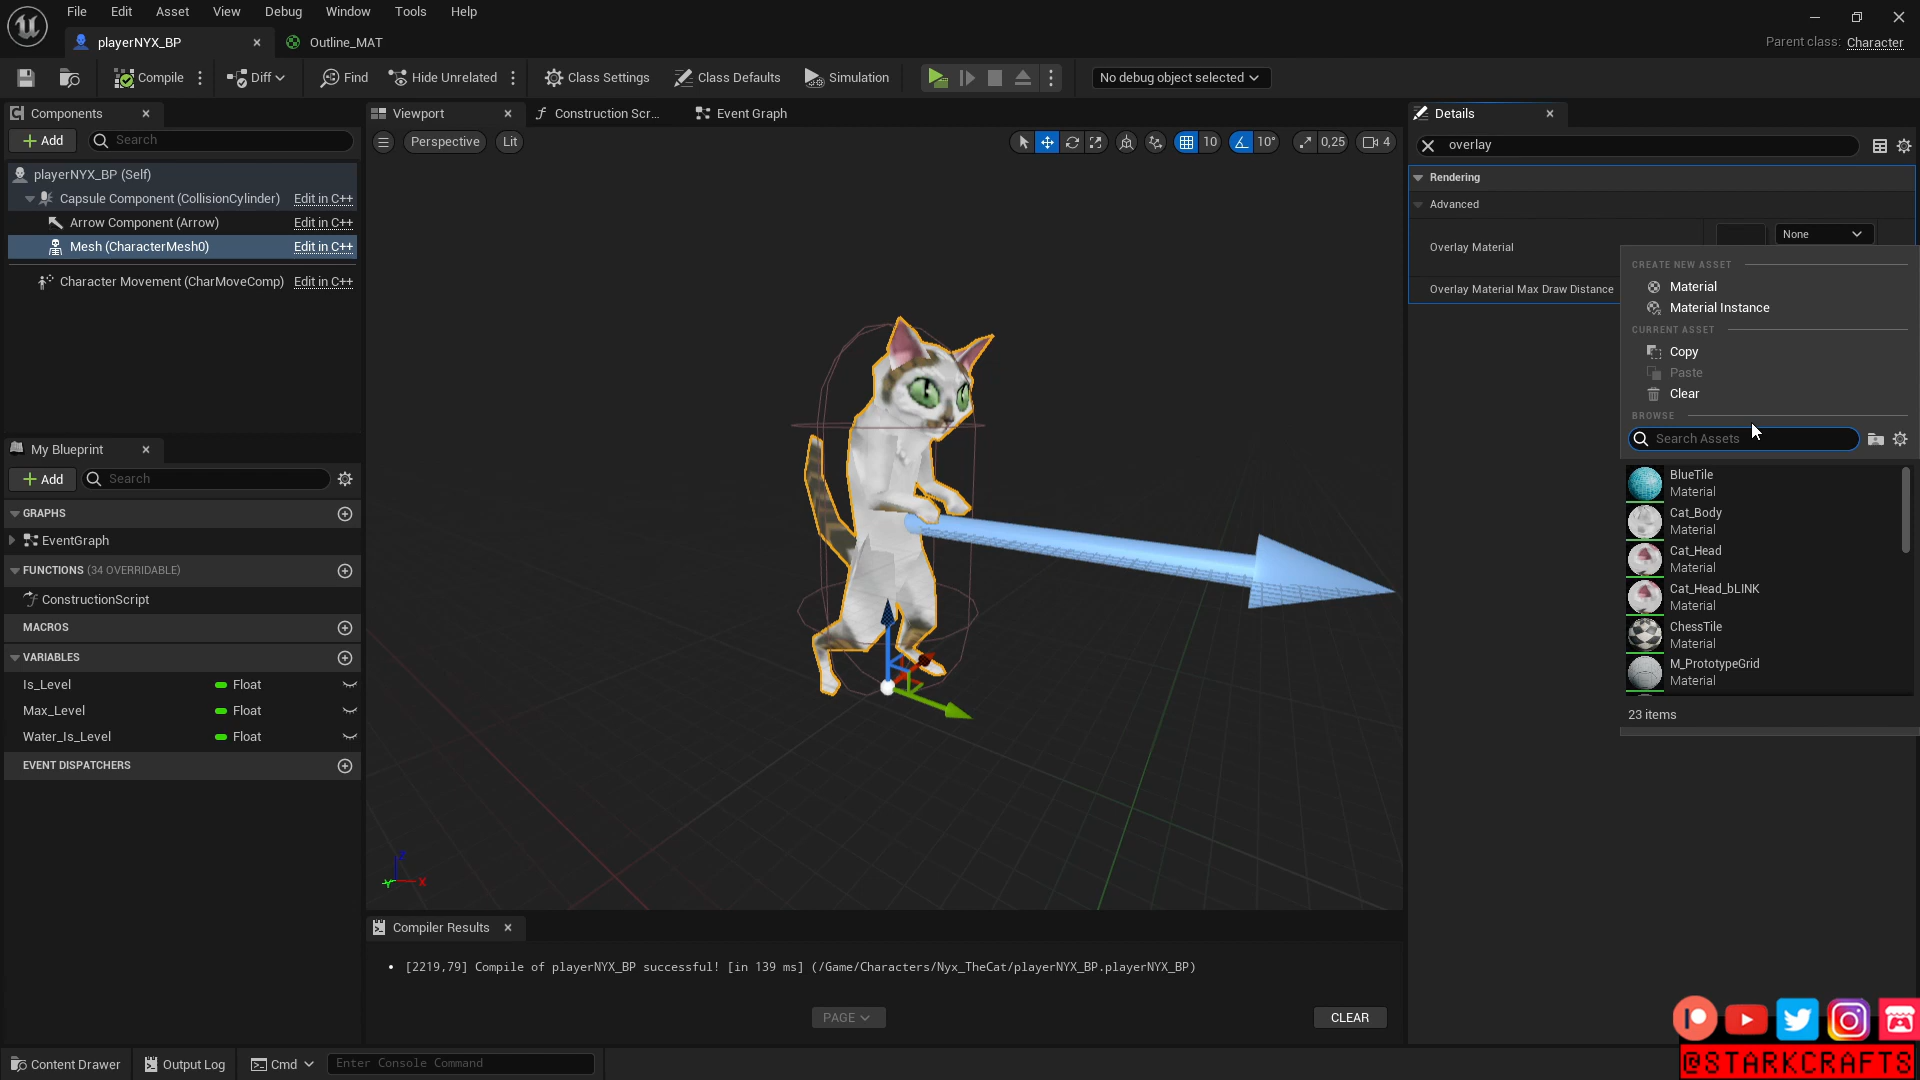 File Edit Asset View Debug Window Tools Help
playerNYX_BP
Outline_MAT
Parent class: Character
Compile
Diff
Find
Hide Unrelated
Class Settings
Class Defaults
Simulation
No debug object selected
Components
Add
Search
playerNYX_BP (Self)
Capsule Component (CollisionCylinder) Edit in C++
Arrow Component (Arrow) Edit in C++
Mesh (CharacterMesh0) Edit in C++
Character Movement (CharMoveComp) Edit in C++
My Blueprint
Add
Search
GRAPHS
EventGraph
FUNCTIONS (34 OVERRIDABLE)
ConstructionScript
MACROS
VARIABLES
Is_Level Float
Max_Level Float
Water_Is_Level Float
EVENT DISPATCHERS
Viewport
Construction Scr...
Event Graph
Perspective
Lit
10
10°
0,25
4
Z
X
Y
Compiler Results
• [2219,79] Compile of playerNYX_BP successful! [in 139 ms] (/Game/Characters/Nyx_TheCat/playerNYX_BP.playerNYX_BP)
PAGE
CLEAR
Details
overlay
Rendering
Advanced
Overlay Material
None
Overlay Material Max Draw Distance
CREATE NEW ASSET
Material
Material Instance
CURRENT ASSET
Copy
Paste
Clear
BROWSE
Search Assets
BlueTile
Material
Cat_Body
Material
Cat_Head
Material
Cat_Head_bLINK
Material
ChessTile
Material
M_PrototypeGrid
Material
23 items
Content Drawer
Output Log
Cmd
Enter Console Command
@STARKCRAFTS